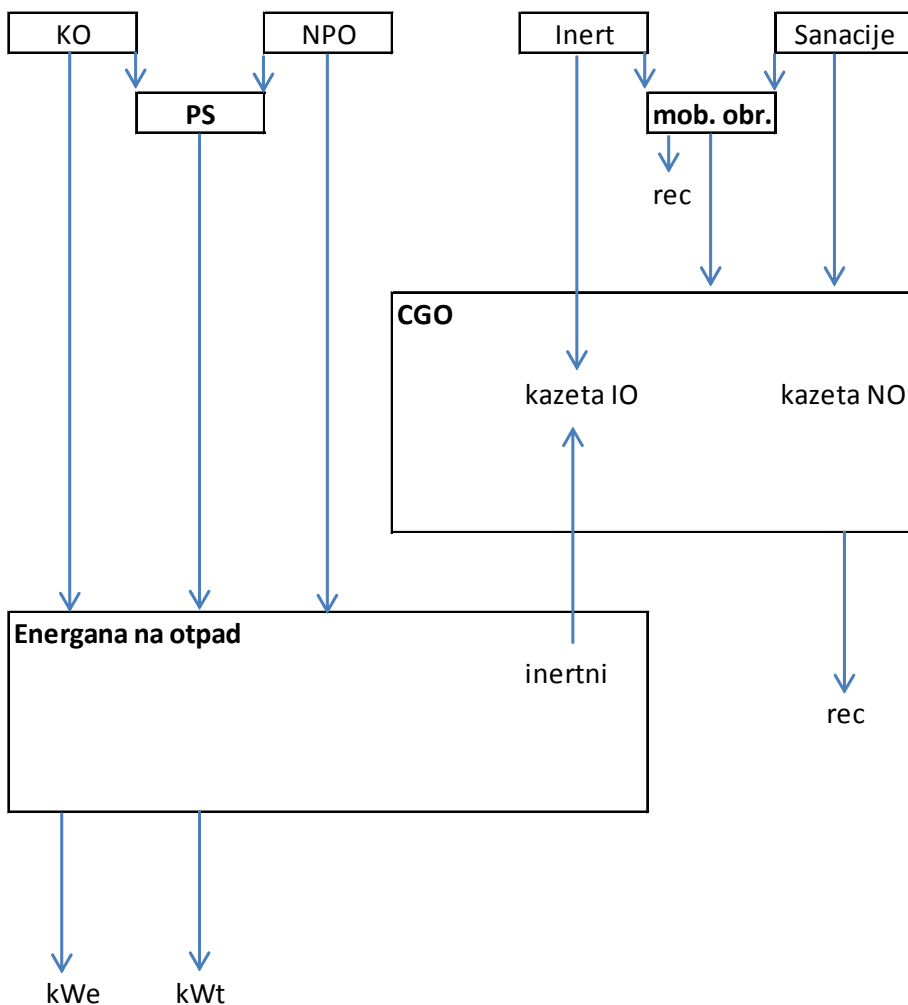 KO
NPO
Inert
Sanacije
PS
mob. obr.
rec
CGO
kazeta IO
kazeta NO
Energana na otpad
inertni
rec
kWe
kWt